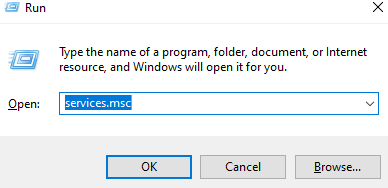 Run
Type the name of a program, folder, document, or Internet
resource, and Windows will open it for you.
Open: services.msc
OK Cancel Browse...